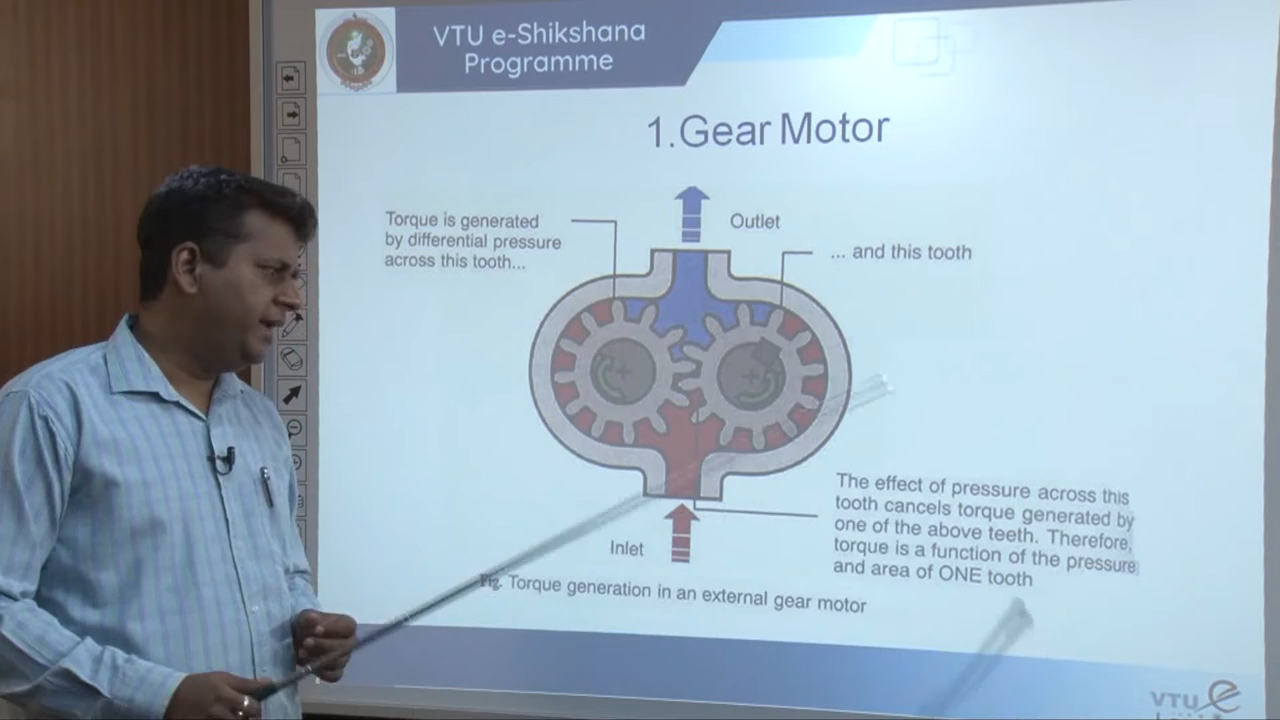 VTU e-Shikshana
Programme
1.Gear Motor
Torque is generated
by differential pressure
across this tooth...
Outlet
... and this tooth
The effect of pressure across this
tooth cancels torque generated by
one of the above teeth. Therefore,
torque is a function of the pressure
and area of ONE tooth
Inlet
Fig. Torque generation in an external gear motor
VTU e